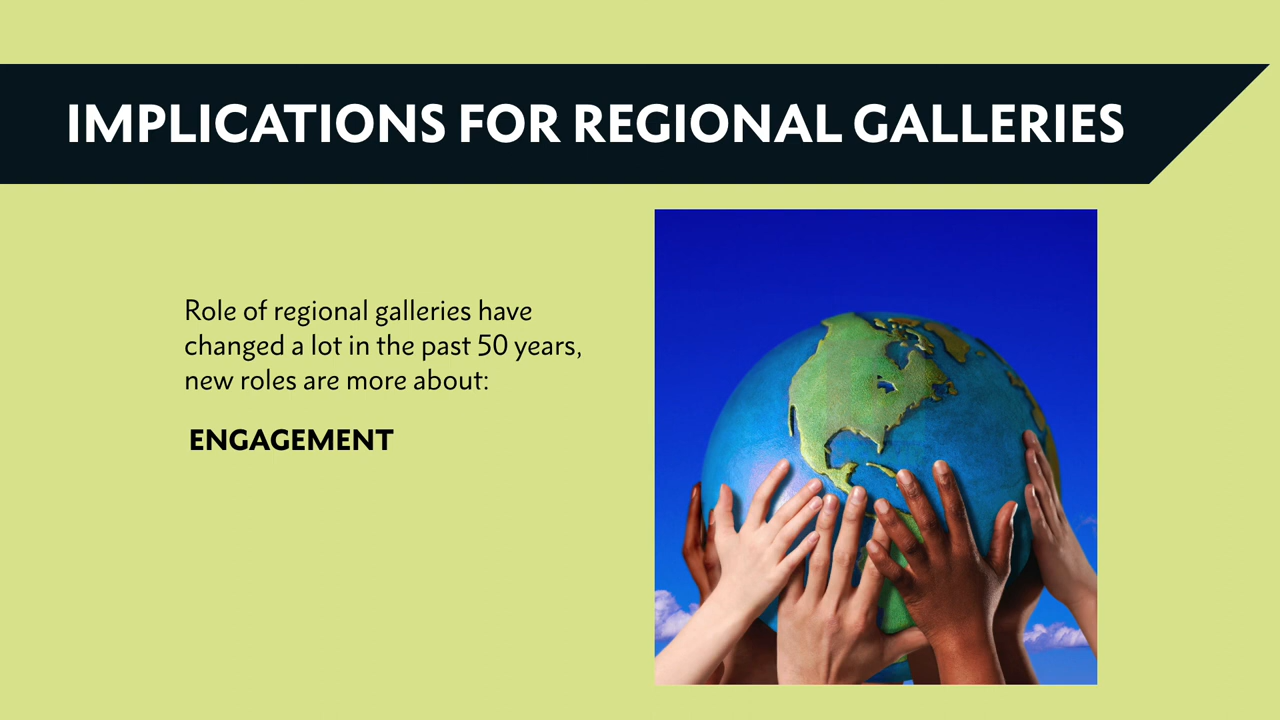 IMPLICATIONS FOR REGIONAL GALLERIES
Role of regional galleries have
changed a lot in the past 50 years,
new roles are more about:
ENGAGEMENT